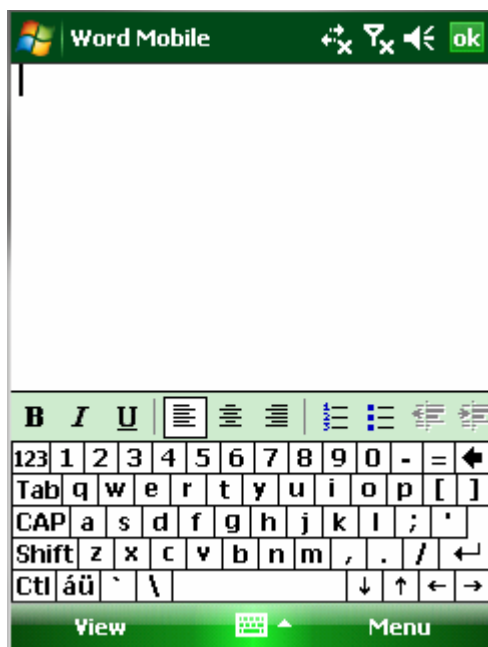 Word Mobile ok
B I U
123 1 2 3 4 5 6 7 8 9 0 - =
Tab q w e r t y u i o p [ ]
CAP a s d f g h j k l ; '
Shift z x c v b n m , . /
Ctl áü ` \ ↓ ↑ ← →
View Menu